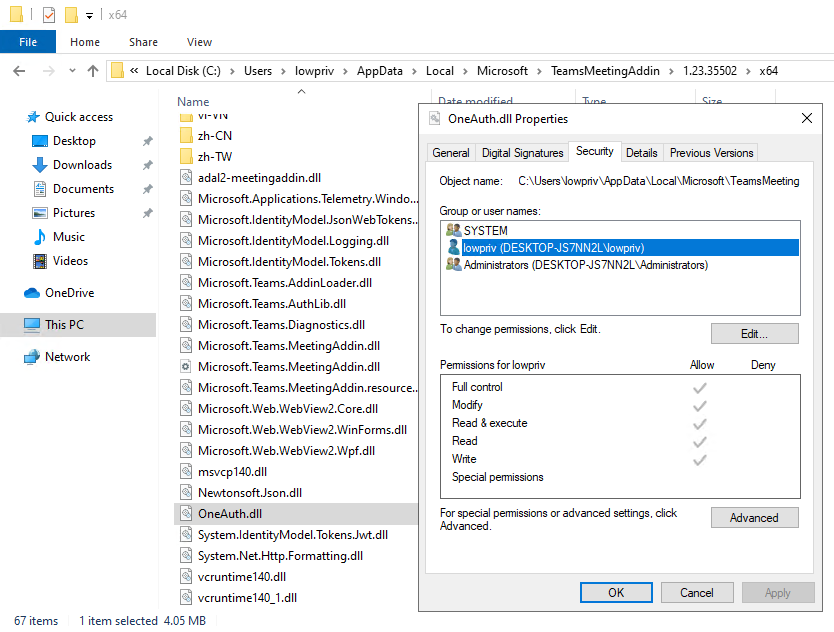 x64
File Home Share View
« Local Disk (C:) › Users › lowpriv › AppData › Local › Microsoft › TeamsMeetingAddin › 1.23.35502 › x64
Quick access
Desktop
Downloads
Documents
Pictures
Music
Videos
OneDrive
This PC
Network
Name Date modified Type Size
vi-VN
zh-CN
zh-TW
adal2-meetingaddin.dll
Microsoft.Applications.Telemetry.Windo...
Microsoft.IdentityModel.JsonWebTokens...
Microsoft.IdentityModel.Logging.dll
Microsoft.IdentityModel.Tokens.dll
Microsoft.Teams.AddinLoader.dll
Microsoft.Teams.AuthLib.dll
Microsoft.Teams.Diagnostics.dll
Microsoft.Teams.MeetingAddin.dll
Microsoft.Teams.MeetingAddin.dll
Microsoft.Teams.MeetingAddin.resource...
Microsoft.Web.WebView2.Core.dll
Microsoft.Web.WebView2.WinForms.dll
Microsoft.Web.WebView2.Wpf.dll
msvcp140.dll
Newtonsoft.Json.dll
OneAuth.dll
System.IdentityModel.Tokens.Jwt.dll
System.Net.Http.Formatting.dll
vcruntime140.dll
vcruntime140_1.dll
OneAuth.dll Properties
General Digital Signatures Security Details Previous Versions
Object name: C:\Users\lowpriv\AppData\Local\Microsoft\TeamsMeeting
Group or user names:
SYSTEM
lowpriv (DESKTOP-JS7NN2L\lowpriv)
Administrators (DESKTOP-JS7NN2L\Administrators)
To change permissions, click Edit.
Edit...
Permissions for lowpriv Allow Deny
Full control
Modify
Read & execute
Read
Write
Special permissions
For special permissions or advanced settings, click
Advanced.
Advanced
OK Cancel Apply
67 items 1 item selected 4.05 MB